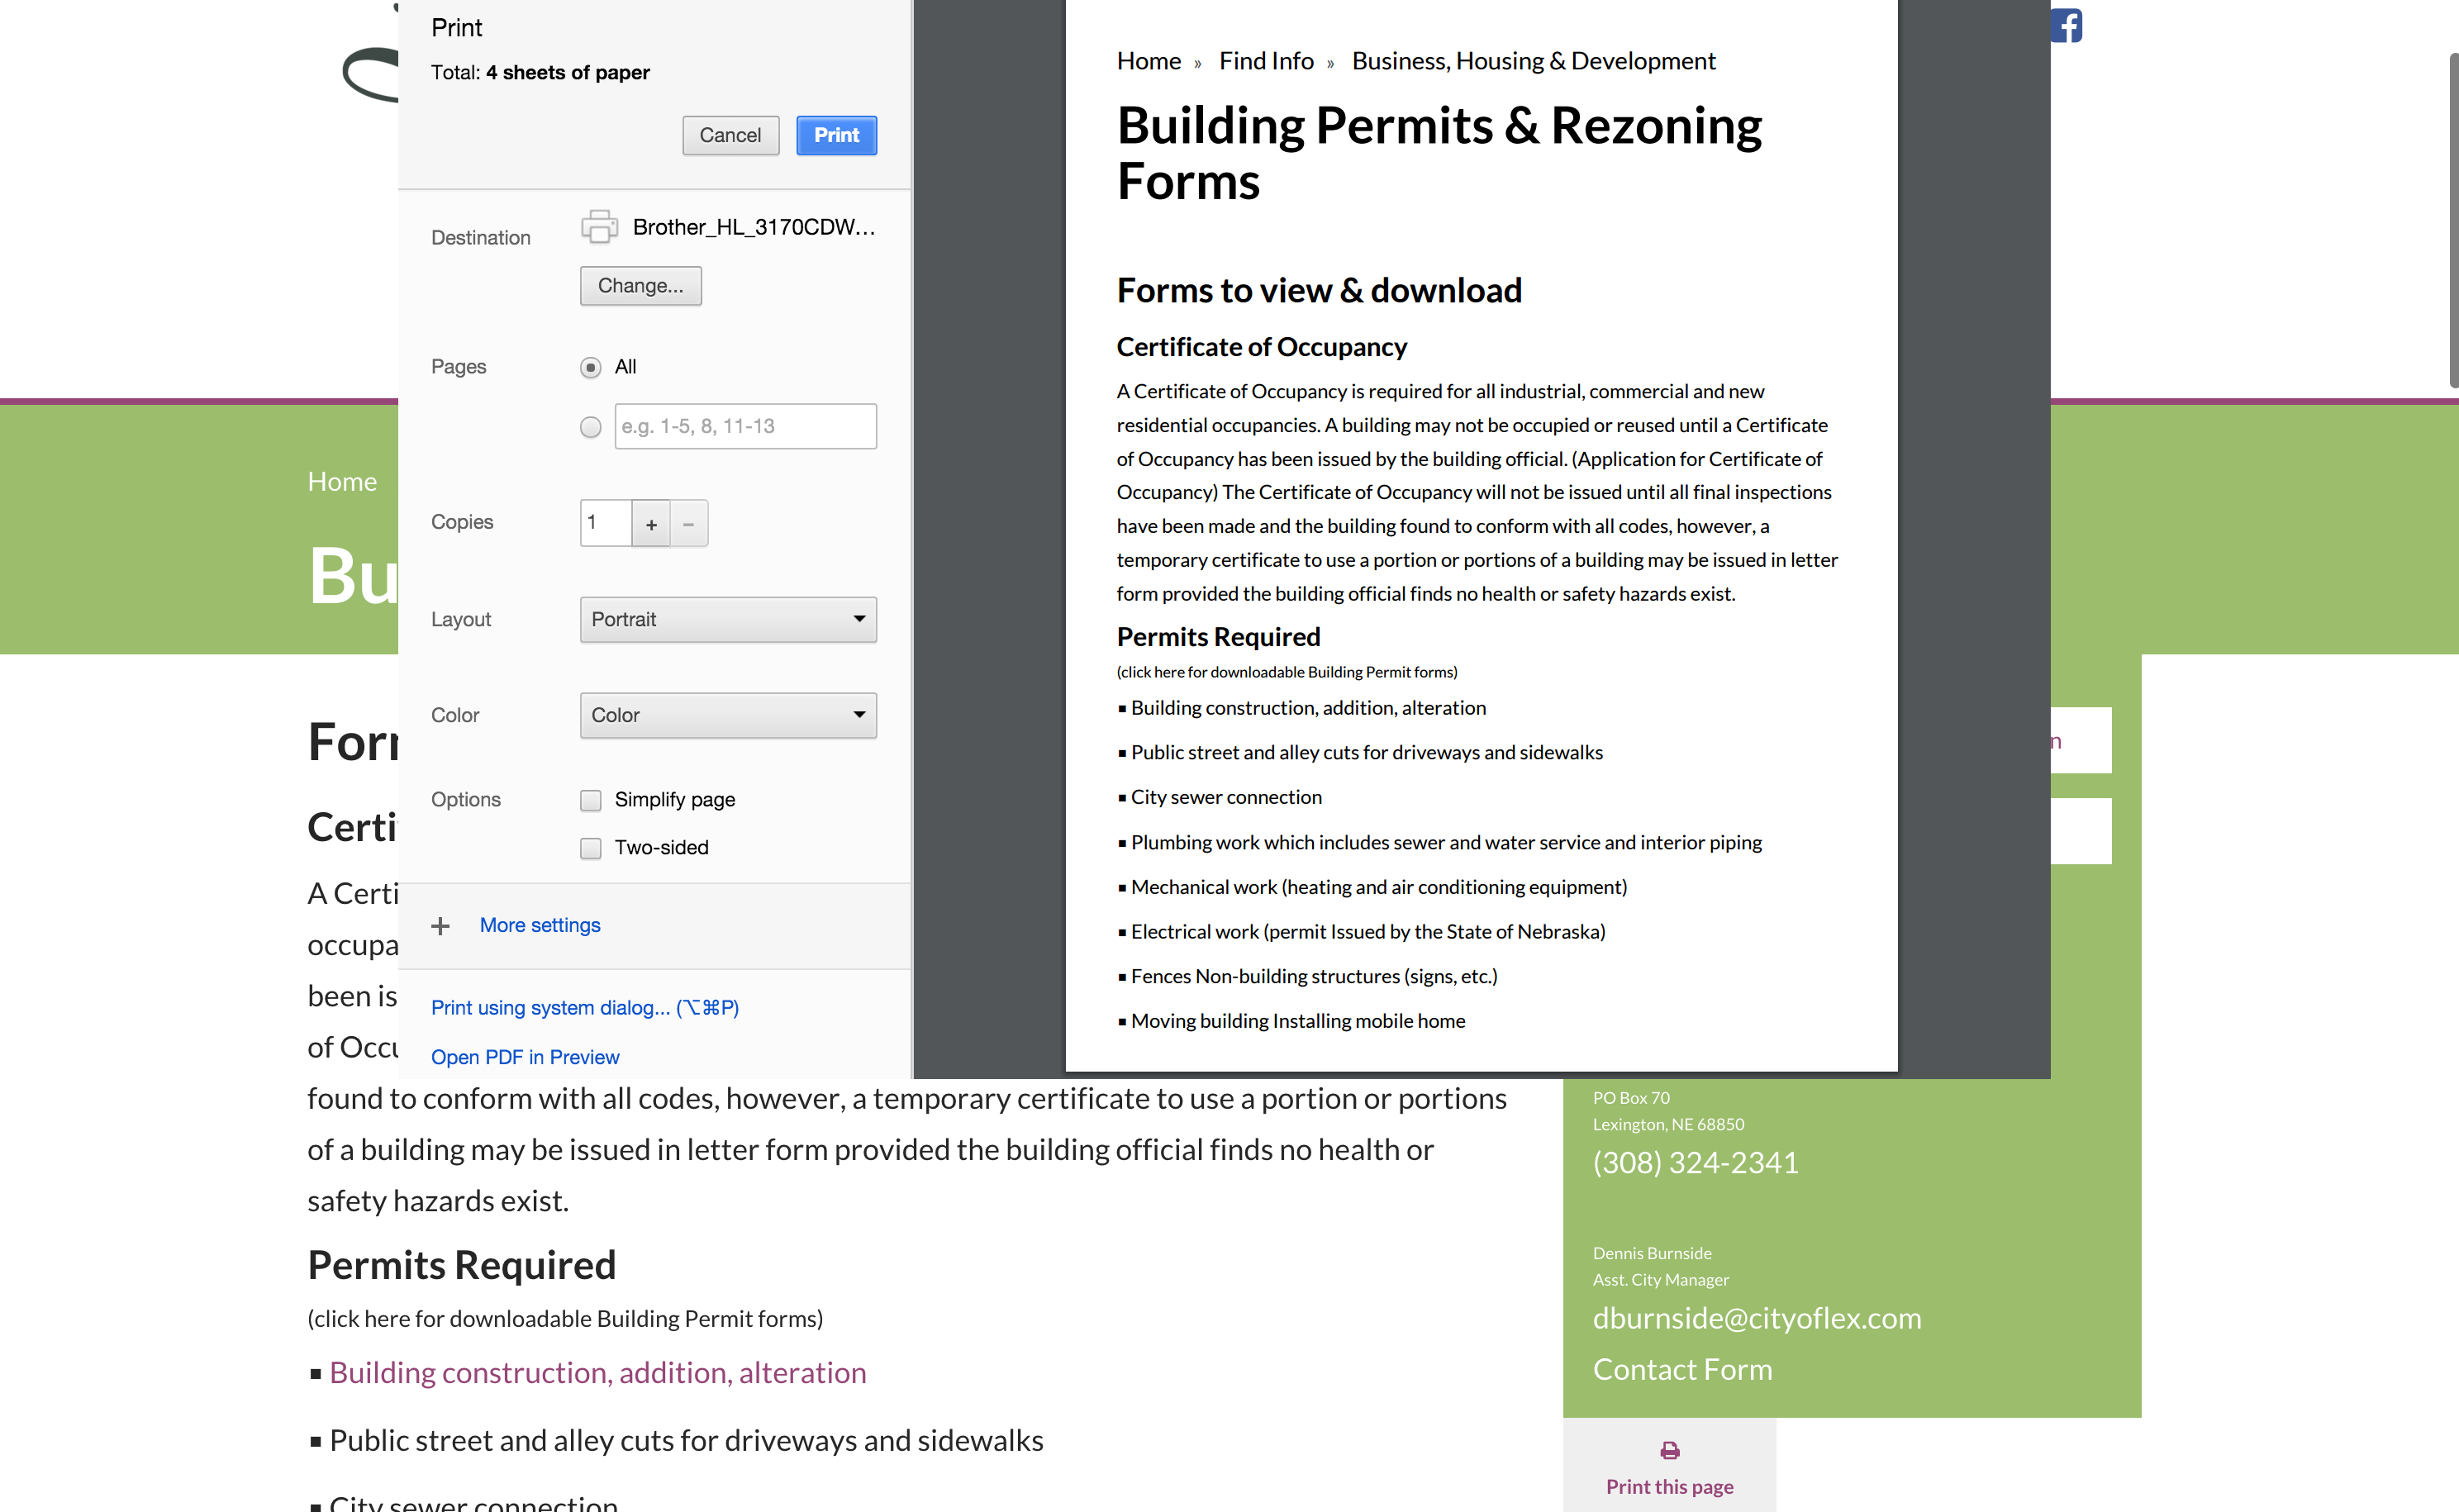 Print
Total: 4 sheets of paper
Cancel
Print
Destination
Brother_HL_3170CDW...
Change...
Pages
All
e.g. 1-5, 8, 11-13
Copies
1
+
−
Layout
Portrait
Color
Color
Options
Simplify page
Two-sided
+ More settings
Print using system dialog... (⌥⌘P)
Open PDF in Preview
Home » Find Info » Business, Housing & Development
Building Permits & Rezoning
Forms
Forms to view & download
Certificate of Occupancy
A Certificate of Occupancy is required for all industrial, commercial and new
residential occupancies. A building may not be occupied or reused until a Certificate
of Occupancy has been issued by the building official. (Application for Certificate of
Occupancy) The Certificate of Occupancy will not be issued until all final inspections
have been made and the building found to conform with all codes, however, a
temporary certificate to use a portion or portions of a building may be issued in letter
form provided the building official finds no health or safety hazards exist.
Permits Required
(click here for downloadable Building Permit forms)
▪ Building construction, addition, alteration
▪ Public street and alley cuts for driveways and sidewalks
▪ City sewer connection
▪ Plumbing work which includes sewer and water service and interior piping
▪ Mechanical work (heating and air conditioning equipment)
▪ Electrical work (permit Issued by the State of Nebraska)
▪ Fences Non-building structures (signs, etc.)
▪ Moving building Installing mobile home
Home
Bu
For
Certi
A Certi
occupa
been is
of Occu
found to conform with all codes, however, a temporary certificate to use a portion or portions
of a building may be issued in letter form provided the building official finds no health or
safety hazards exist.
Permits Required
(click here for downloadable Building Permit forms)
▪ Building construction, addition, alteration
▪ Public street and alley cuts for driveways and sidewalks
▪ City sewer connection
n
PO Box 70
Lexington, NE 68850
(308) 324-2341
Dennis Burnside
Asst. City Manager
dburnside@cityoflex.com
Contact Form
Print this page